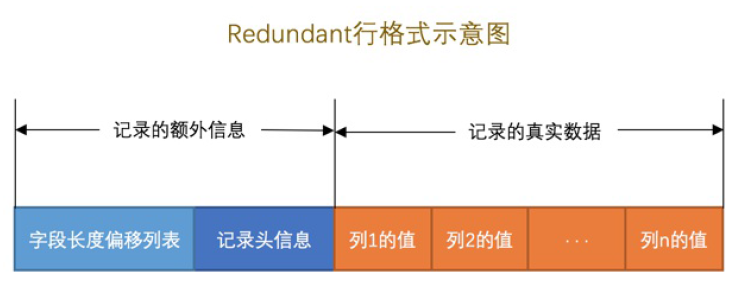 Redundant行格式示意图
记录的额外信息
记录的真实数据
字段长度偏移列表
记录头信息
列1的值
列2的值
...
列n的值